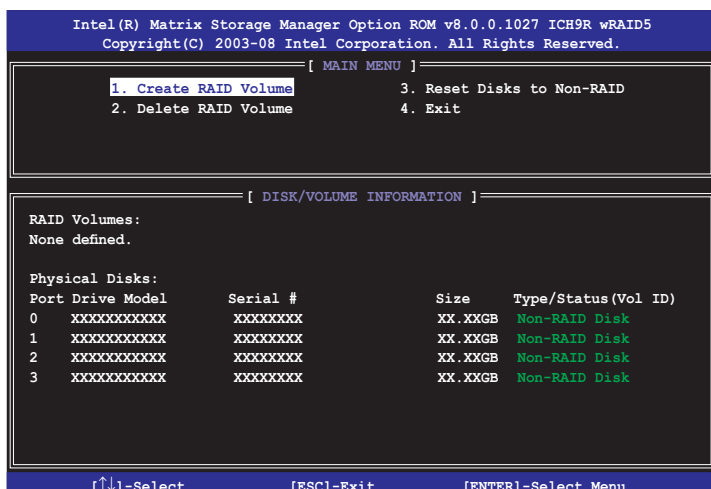 Intel(R) Matrix Storage Manager Option ROM v8.0.0.1027 ICH9R wRAID5
Copyright(C) 2003-08 Intel Corporation. All Rights Reserved.
[ MAIN MENU ]
1. Create RAID Volume 3. Reset Disks to Non-RAID
2. Delete RAID Volume 4. Exit
[ DISK/VOLUME INFORMATION ]
RAID Volumes:
None defined.
Physical Disks:
Port Drive Model Serial # Size Type/Status(Vol ID)
0 XXXXXXXXXXX XXXXXXXX XX.XXGB Non-RAID Disk
1 XXXXXXXXXXX XXXXXXXX XX.XXGB Non-RAID Disk
2 XXXXXXXXXXX XXXXXXXX XX.XXGB Non-RAID Disk
3 XXXXXXXXXXX XXXXXXXX XX.XXGB Non-RAID Disk
[↑↓]-Select [ESC]-Exit [ENTER]-Select Menu